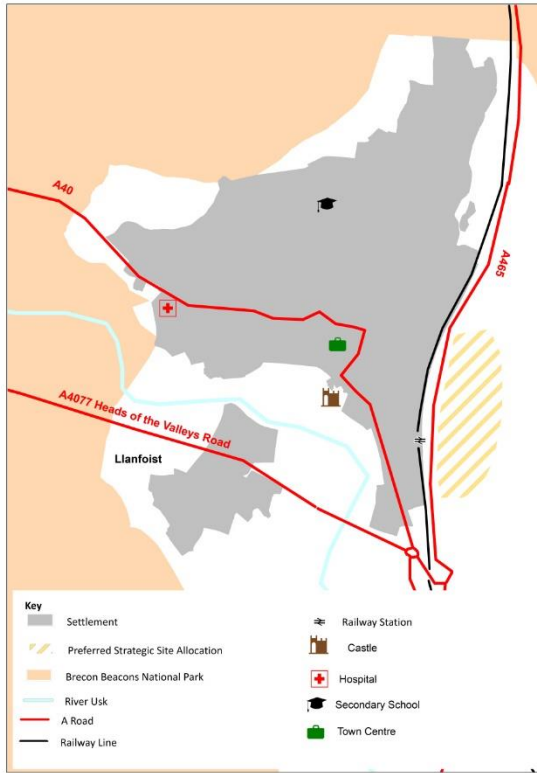 A40
A465
A4077 Heads of the Valleys Road
Llanfoist
Key
Settlement
Preferred Strategic Site Allocation
Brecon Beacons National Park
River Usk
A Road
Railway Line
Railway Station
Castle
Hospital
Secondary School
Town Centre